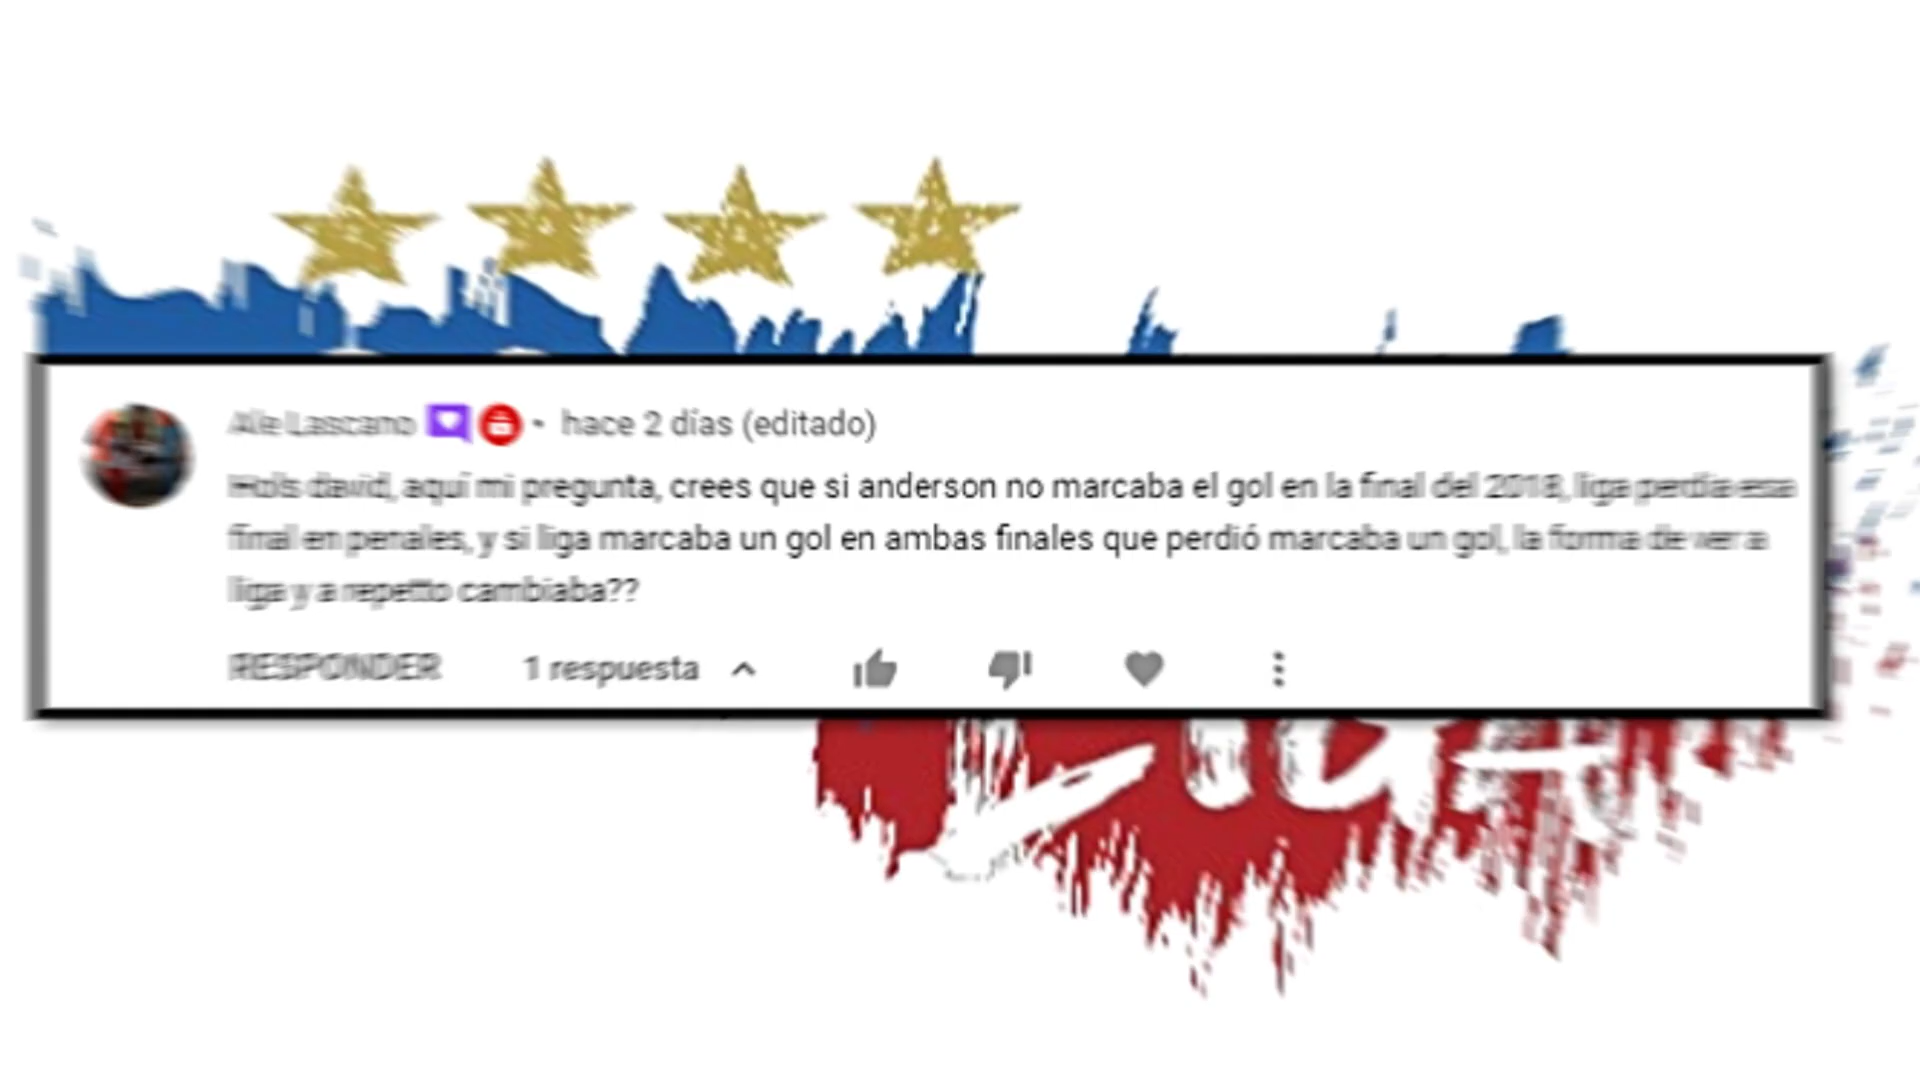 Ale Lascano • hace 2 días (editado)
Hols david, aquí mi pregunta, crees que si anderson no marcaba el gol en la final del 2018, liga perdia esa
final en penales, y si liga marcaba un gol en ambas finales que perdió marcaba un gol, la forma de ver a
liga y a repetto cambiaba??
RESPONDER 1 respuesta